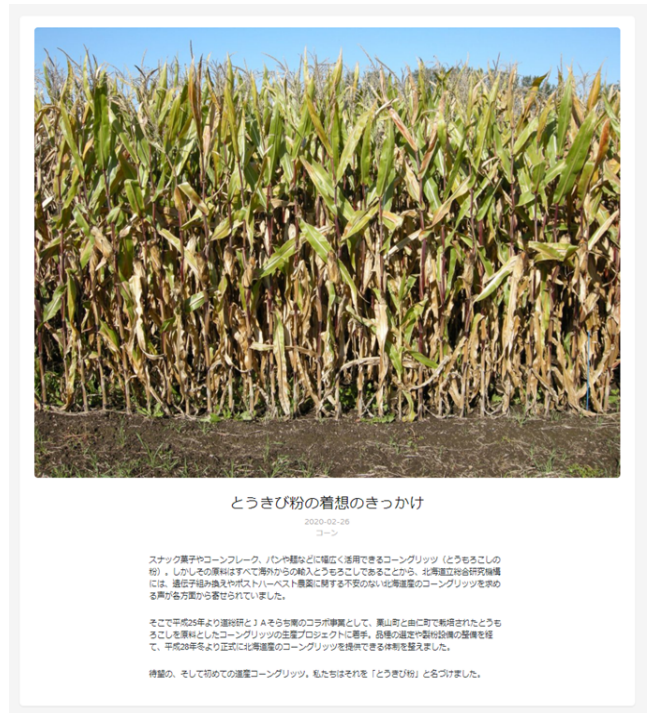 とうきび粉の着想のきっかけ
2020-02-26
コーン
スナック菓子やコーンフレーク、パンや麺などに幅広く活用できるコーングリッツ（とうもろこしの
粉）。しかしその原料はすべて海外からの輸入とうもろこしであることから、北海道立総合研究機構
には、遺伝子組み換えやポストハーベスト農薬に関する不安のない北海道産のコーングリッツを求め
る声が各方面から寄せられていました。
そこで平成25年より道総研とＪＡそらち南のコラボ事業として、栗山町と由仁町で栽培されたとうも
ろこしを原料としたコーングリッツの生産プロジェクトに着手。品種の選定や製粉設備の整備を経
て、平成28年冬より正式に北海道産のコーングリッツを提供できる体制を整えました。
待望の、そして初めての道産コーングリッツ。私たちはそれを「とうきび粉」と名づけました。